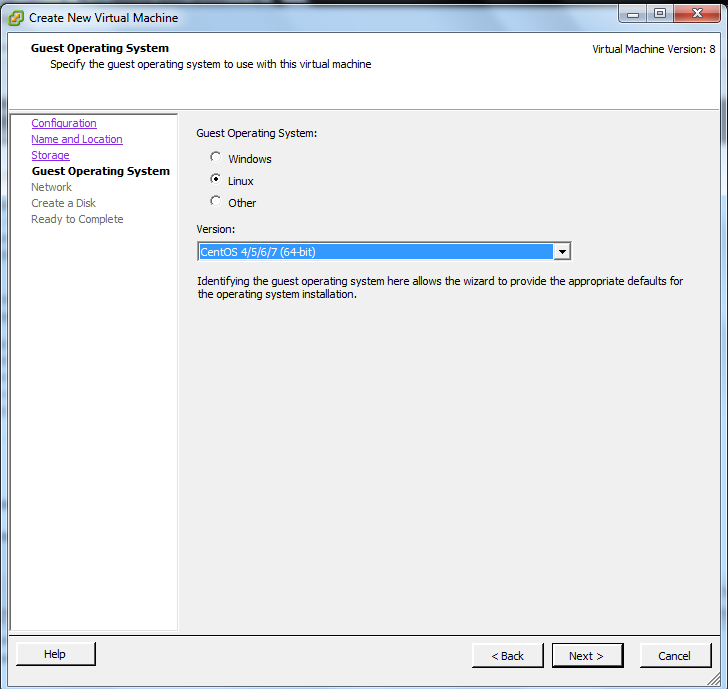 Create New Virtual Machine
Guest Operating System
Virtual Machine Version: 8
Specify the guest operating system to use with this virtual machine
Configuration
Name and Location
Storage
Guest Operating System
Network
Create a Disk
Ready to Complete
Guest Operating System:
Windows
Linux
Other
Version:
CentOS 4/5/6/7 (64-bit)
Identifying the guest operating system here allows the wizard to provide the appropriate defaults for
the operating system installation.
Help
< Back
Next >
Cancel